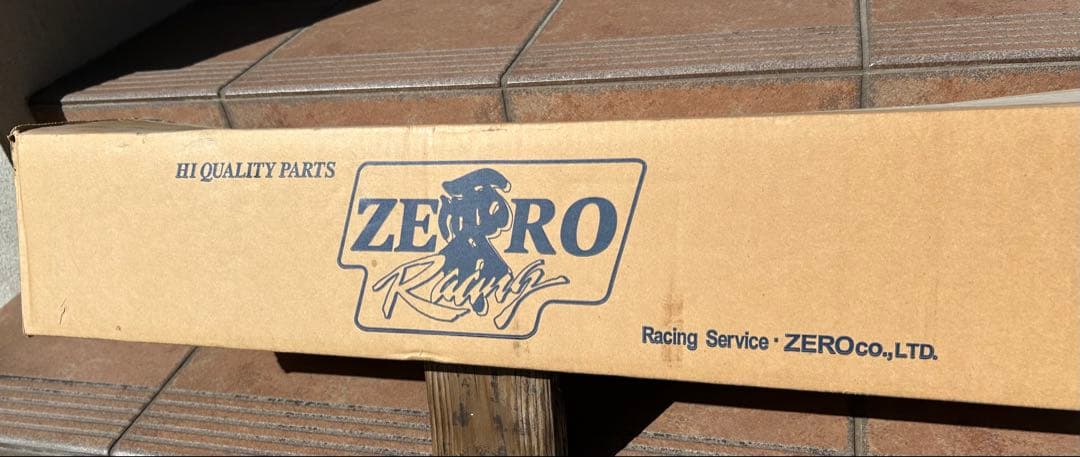 HI QUALITY PARTS
ZERO
Racing
Racing Service・ZEROco.,LTD.